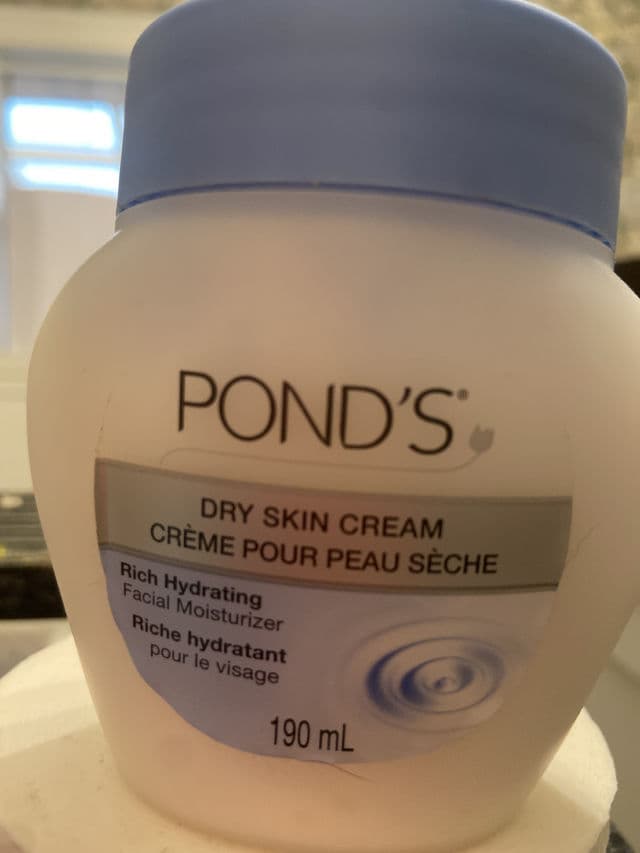 POND'S®
DRY SKIN CREAM
CRÈME POUR PEAU SÈCHE
Rich Hydrating
Facial Moisturizer
Riche hydratant
pour le visage
190 mL